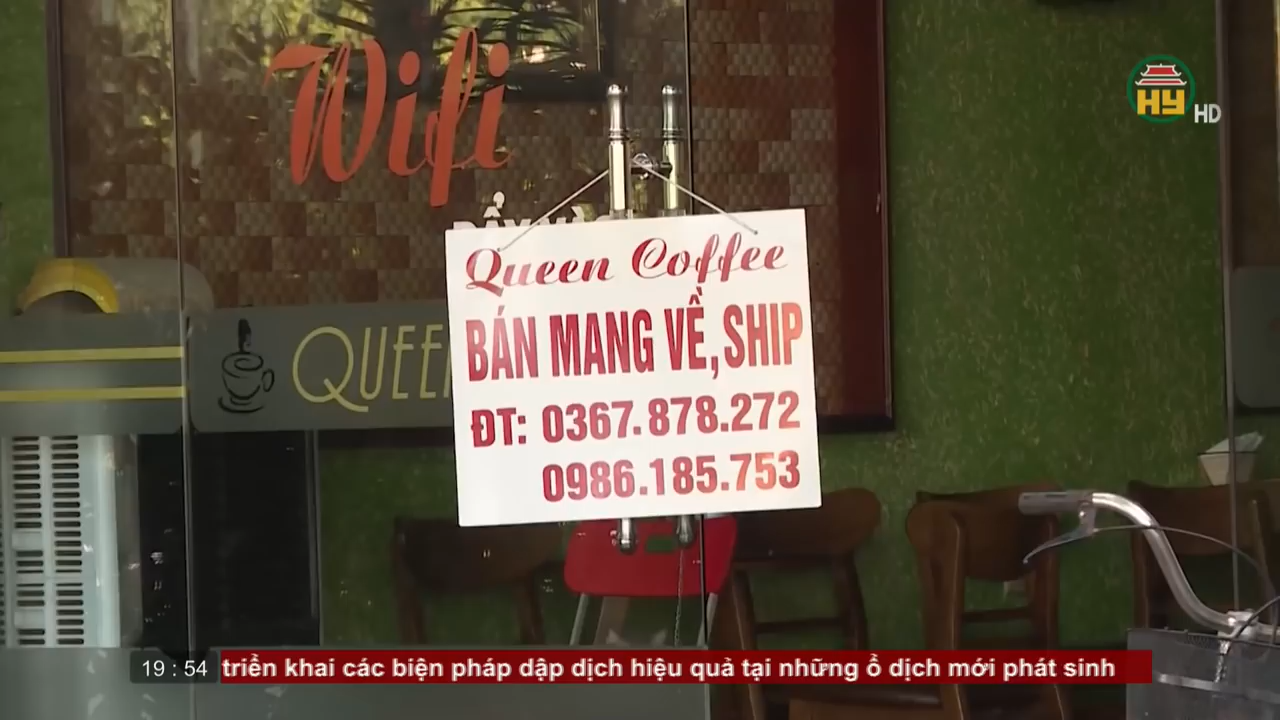 Wifi
HY HD
Queen Coffee
BÁN MANG VỀ, SHIP
ĐT: 0367.878.272
0986.185.753
19 : 54 triển khai các biện pháp dập dịch hiệu quả tại những ổ dịch mới phát sinh